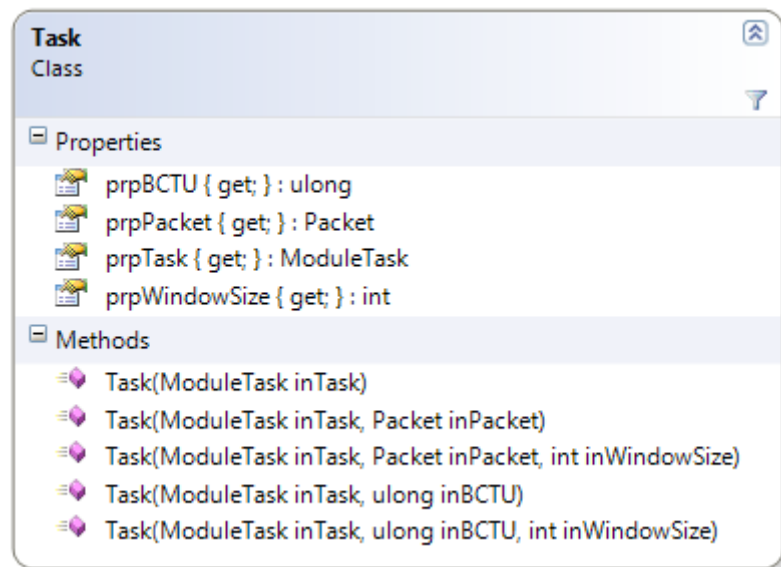 Task
Class
Properties
prpBCTU { get; } : ulong
prpPacket { get; } : Packet
prpTask { get; } : ModuleTask
prpWindowSize { get; } : int
Methods
Task(ModuleTask inTask)
Task(ModuleTask inTask, Packet inPacket)
Task(ModuleTask inTask, Packet inPacket, int inWindowSize)
Task(ModuleTask inTask, ulong inBCTU)
Task(ModuleTask inTask, ulong inBCTU, int inWindowSize)